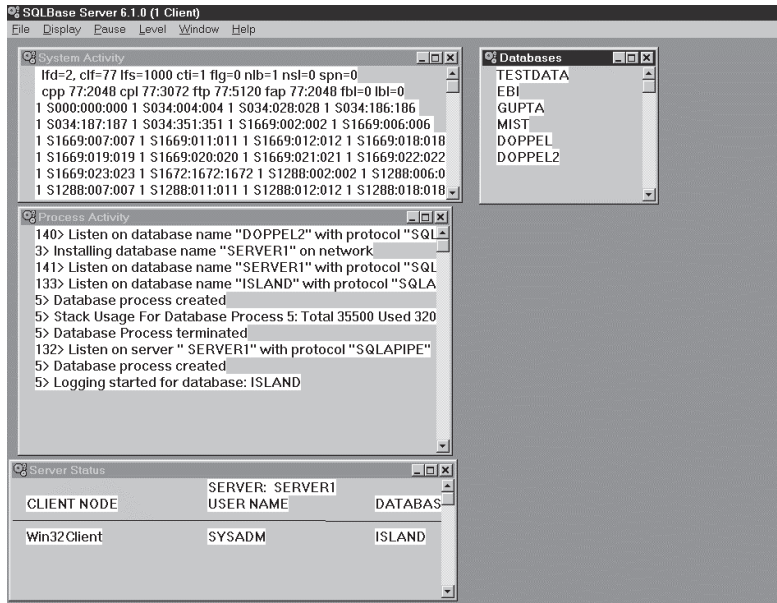 SQLBase Server 6.1.0 (1 Client)
File Display Pause Level Window Help
System Activity
lfd=2, clf=77 lfs=1000 cti=1 flg=0 nlb=1 nsl=0 spn=0
cpp 77:2048 cpl 77:3072 ftp 77:5120 fap 77:2048 fbl=0 lbl=0
1 S000:000:000 1 S034:004:004 1 S034:028:028 1 S034:186:186
1 S034:187:187 1 S034:351:351 1 S1669:002:002 1 S1669:006:006
1 S1669:007:007 1 S1669:011:011 1 S1669:012:012 1 S1669:018:018
1 S1669:019:019 1 S1669:020:020 1 S1669:021:021 1 S1669:022:022
1 S1669:023:023 1 S1672:1672:1672 1 S1288:002:002 1 S1288:006:0
1 S1288:007:007 1 S1288:011:011 1 S1288:012:012 1 S1288:018:018
Databases
TESTDATA
EBI
GUPTA
MIST
DOPPEL
DOPPEL2
Process Activity
140> Listen on database name "DOPPEL2" with protocol "SQL
3> Installing database name "SERVER1" on network
141> Listen on database name "SERVER1" with protocol "SQL
133> Listen on database name "ISLAND" with protocol "SQLA
5> Database process created
5> Stack Usage For Database Process 5: Total 35500 Used 320
5> Database Process terminated
132> Listen on server " SERVER1" with protocol "SQLAPIPE"
5> Database process created
5> Logging started for database: ISLAND
Server Status
SERVER: SERVER1
CLIENT NODE USER NAME DATABAS
Win32Client SYSADM ISLAND